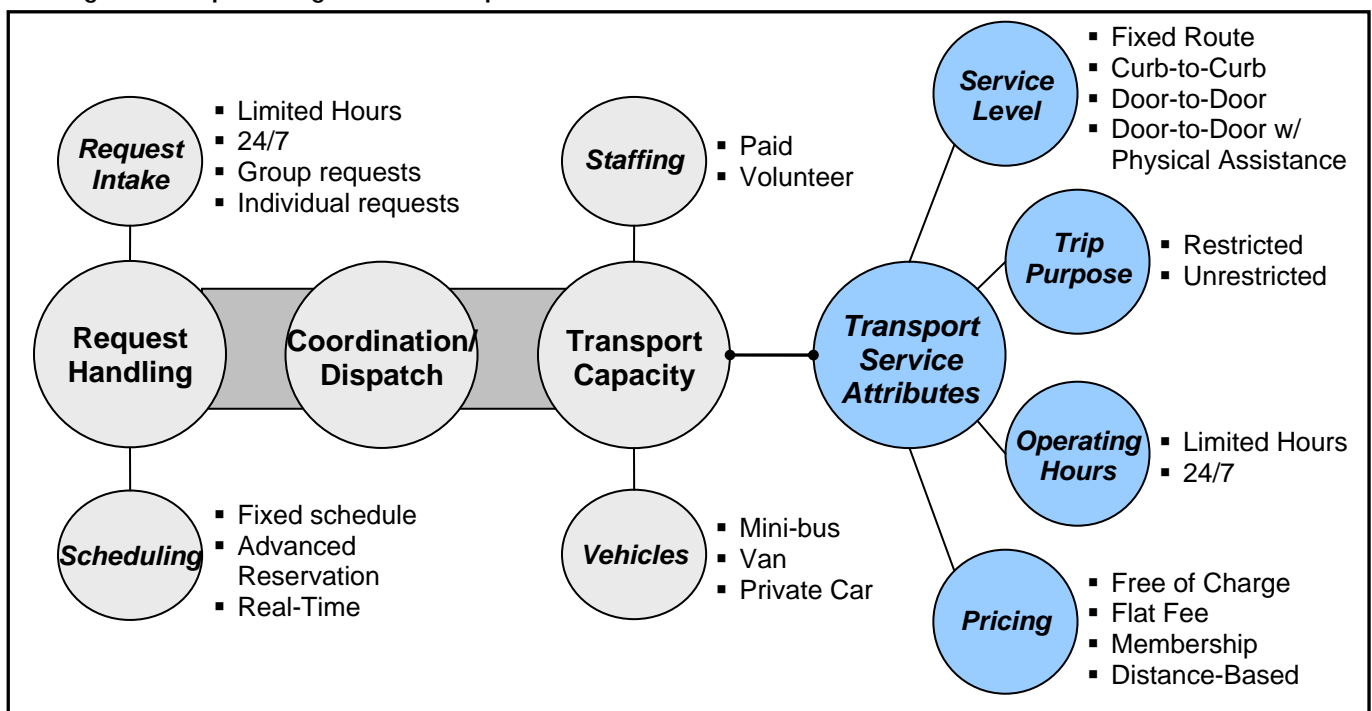 Request
Intake
▪ Limited Hours
▪ 24/7
▪ Group requests
▪ Individual requests
Request
Handling
Scheduling
▪ Fixed schedule
▪ Advanced
Reservation
▪ Real-Time
Coordination/
Dispatch
Staffing
▪ Paid
▪ Volunteer
Transport
Capacity
Vehicles
▪ Mini-bus
▪ Van
▪ Private Car
Transport
Service
Attributes
Service
Level
▪ Fixed Route
▪ Curb-to-Curb
▪ Door-to-Door
▪ Door-to-Door w/
Physical Assistance
Trip
Purpose
▪ Restricted
▪ Unrestricted
Operating
Hours
▪ Limited Hours
▪ 24/7
Pricing
▪ Free of Charge
▪ Flat Fee
▪ Membership
▪ Distance-Based